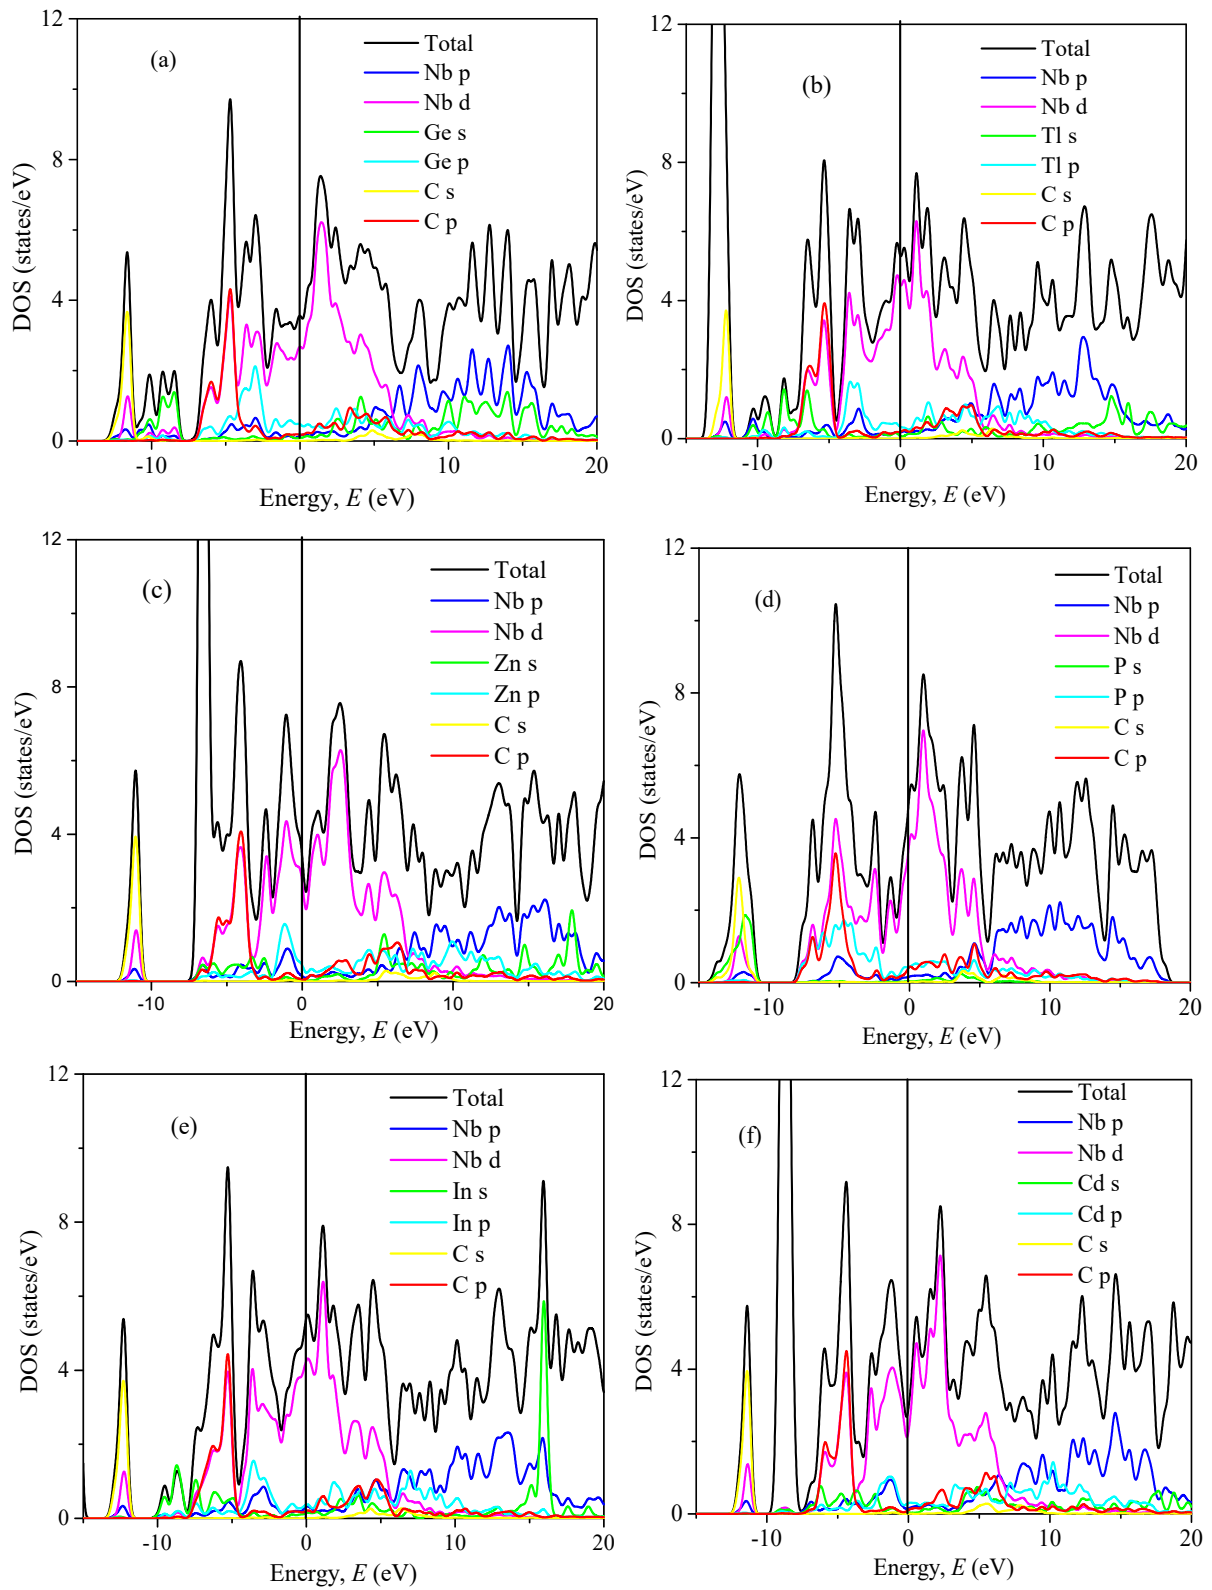 (a)
Total
Nb p
Nb d
Ge s
Ge p
C s
C p
DOS (states/eV)
12
8
4
0
-10
0
10
20
Energy, E (eV)
(b)
Total
Nb p
Nb d
Tl s
Tl p
C s
C p
DOS (states/eV)
12
8
4
0
-10
0
10
20
Energy, E (eV)
(c)
Total
Nb p
Nb d
Zn s
Zn p
C s
C p
DOS (states/eV)
12
8
4
0
-10
0
10
20
Energy, E (eV)
(d)
Total
Nb p
Nb d
P s
P p
C s
C p
DOS (states/eV)
12
8
4
0
-10
0
10
20
Energy, E (eV)
(e)
Total
Nb p
Nb d
In s
In p
C s
C p
DOS (states/eV)
12
8
4
0
-10
0
10
20
Energy, E (eV)
(f)
Total
Nb p
Nb d
Cd s
Cd p
C s
C p
DOS (states/eV)
12
8
4
0
-10
0
10
20
Energy, E (eV)